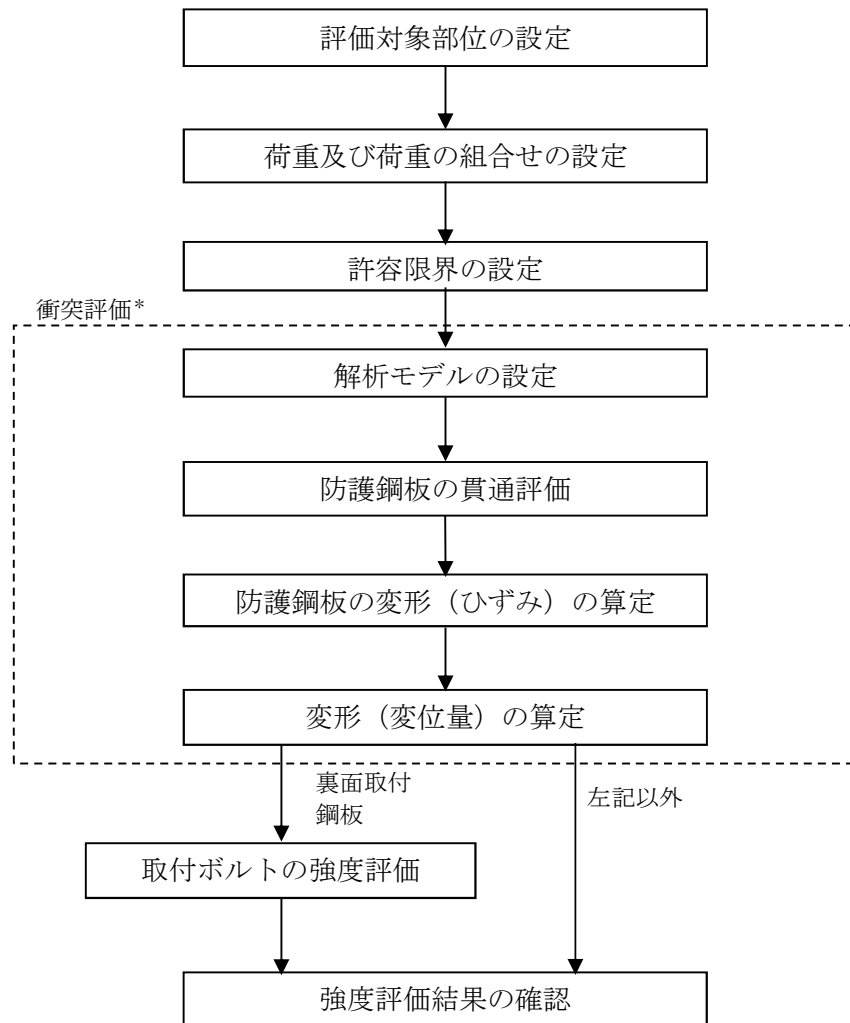 評価対象部位の設定
荷重及び荷重の組合せの設定
許容限界の設定
衝突評価*
解析モデルの設定
防護鋼板の貫通評価
防護鋼板の変形（ひずみ）の算定
変形（変位量）の算定
裏面取付
鋼板
左記以外
取付ボルトの強度評価
強度評価結果の確認